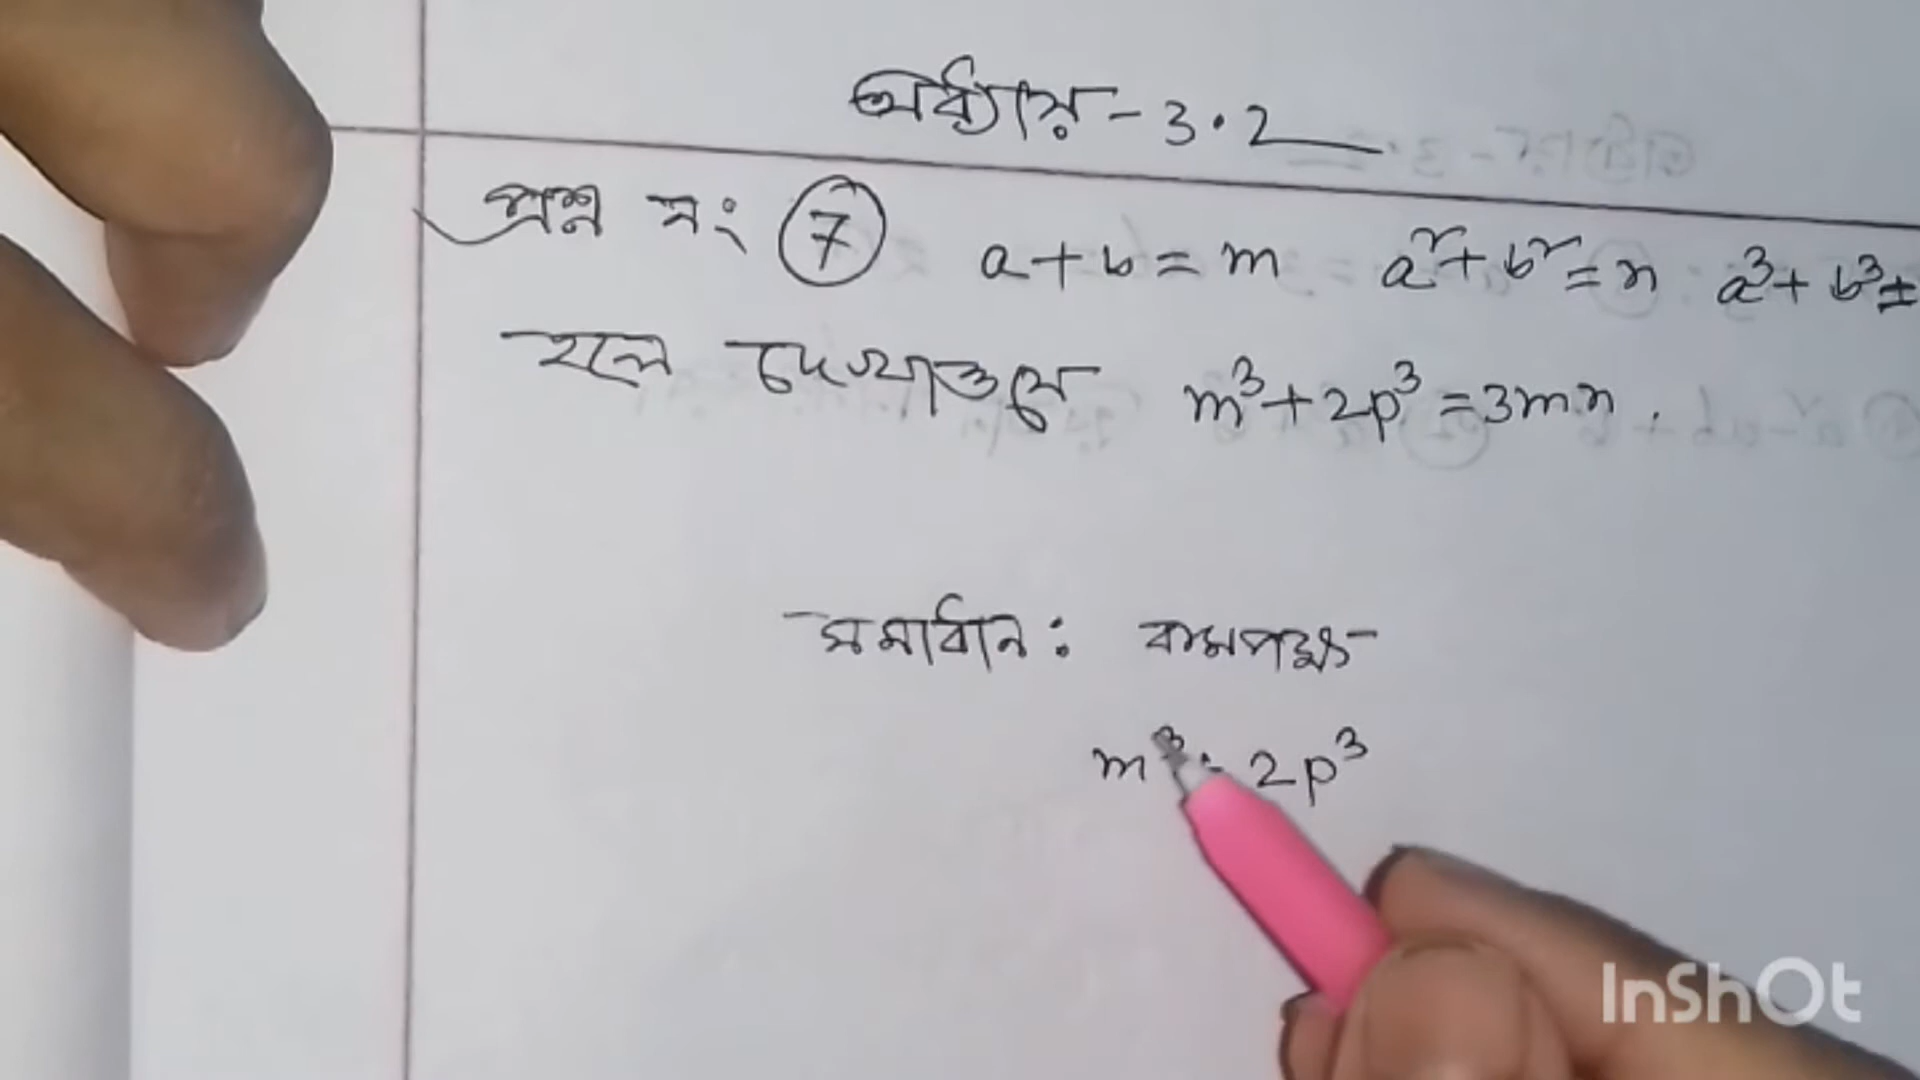 অধ্যায় - 3.2
প্রশ্ন নং: 7 a+b=m a²+b²=n a³+b³=
হলে দেখাও যে m³+2p³=3mn.
সমাধান: বামপক্ষ-
m³+2p³
InShOt